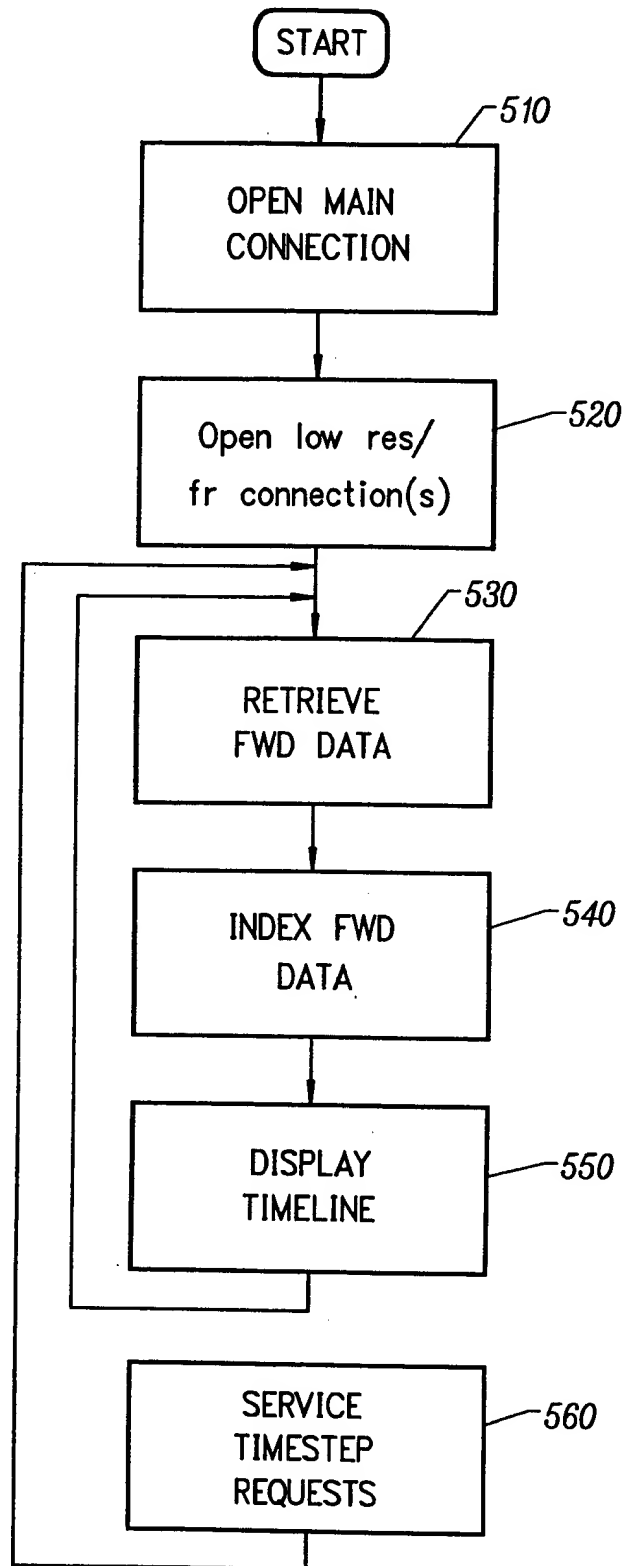 START
510
OPEN MAIN
CONNECTION
520
Open low res/
fr connection(s)
530
RETRIEVE
FWD DATA
540
INDEX FWD
DATA
550
DISPLAY
TIMELINE
560
SERVICE
TIMESTEP
REQUESTS